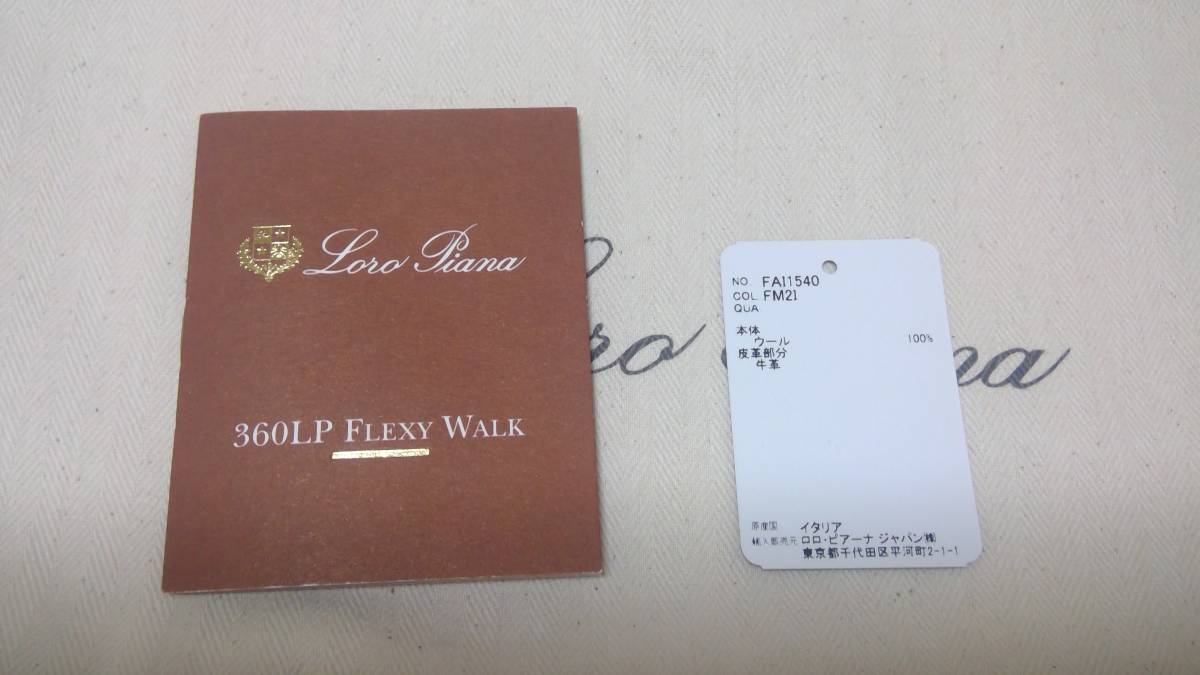 Loro Piana
360LP FLEXY WALK
NO. FAI1540
COL FM2I
QUA
本体
ウール 100%
皮革部分
牛革
原産国 イタリア
輸入販売元 ロロ・ピアーナ ジャパン㈱
東京都千代田区平河町2-1-1
ro
na